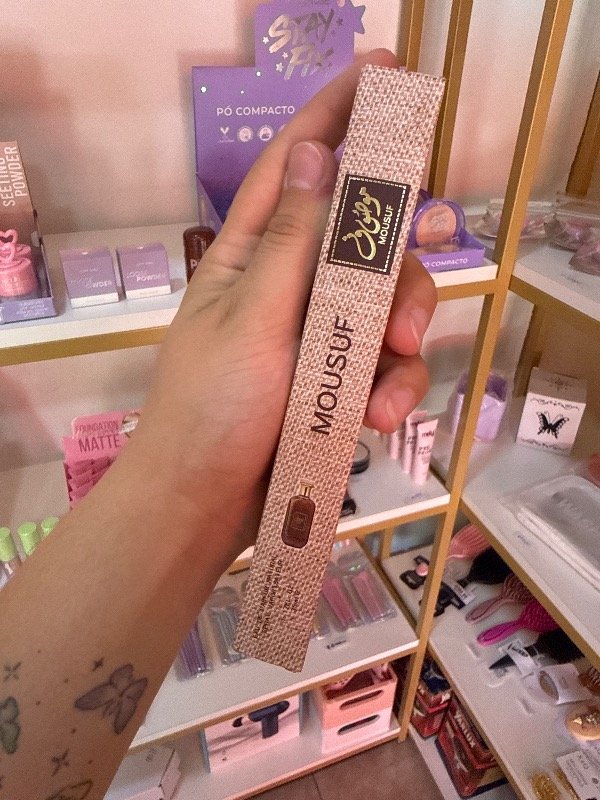 STAY
FIX
PÓ COMPACTO
SETTING
POWDER
POWDER
POWDER
موصوف
MOUSUF
PÓ COMPACTO
MOUSUF
FOUNDATION
MATTE